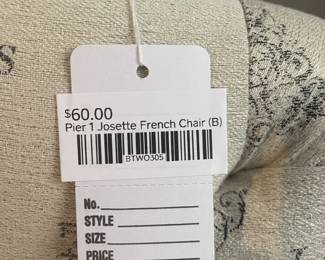 $60.00
Pier 1 Josette French Chair (B)
BTWO305
No.
STYLE
SIZE
PRICE